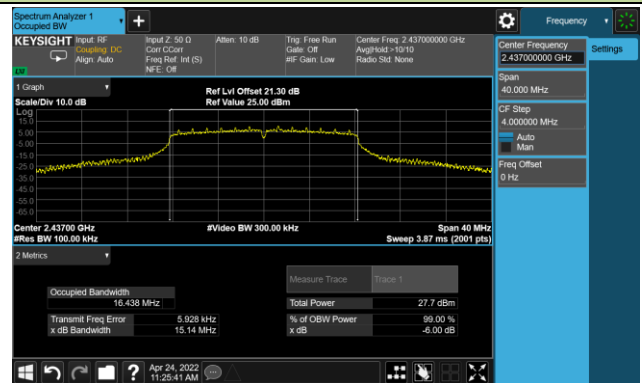 Spectrum Analyzer 1
Occupied BW
Frequency
KEYSIGHT
Input: RF
Coupling: DC
Align: Auto
Input Z: 50 Ω
Corr CCorr
Freq Ref: Int (S)
NFE: Off
Atten: 10 dB
Trig: Free Run
Gate: Off
#IF Gain: Low
Center Freq: 2.437000000 GHz
Avg|Hold:>10/10
Radio Std: None
LW
Center Frequency
2.437000000 GHz
Settings
Span
40.000 MHz
CF Step
4.000000 MHz
Auto
Man
Freq Offset
0 Hz
1 Graph
Scale/Div 10.0 dB
Ref Lvl Offset 21.30 dB
Ref Value 25.00 dBm
Log
15.0
5.00
-5.00
-15.0
-25.0
-35.0
-45.0
-55.0
-65.0
Center 2.43700 GHz
#Video BW 300.00 kHz
Span 40 MHz
#Res BW 100.00 kHz
Sweep 3.87 ms (2001 pts)
2 Metrics
Measure Trace
Trace 1
Occupied Bandwidth
16.438 MHz
Total Power
27.7 dBm
Transmit Freq Error
5.928 kHz
% of OBW Power
99.00 %
x dB Bandwidth
15.14 MHz
x dB
-6.00 dB
?
Apr 24, 2022
11:25:41 AM